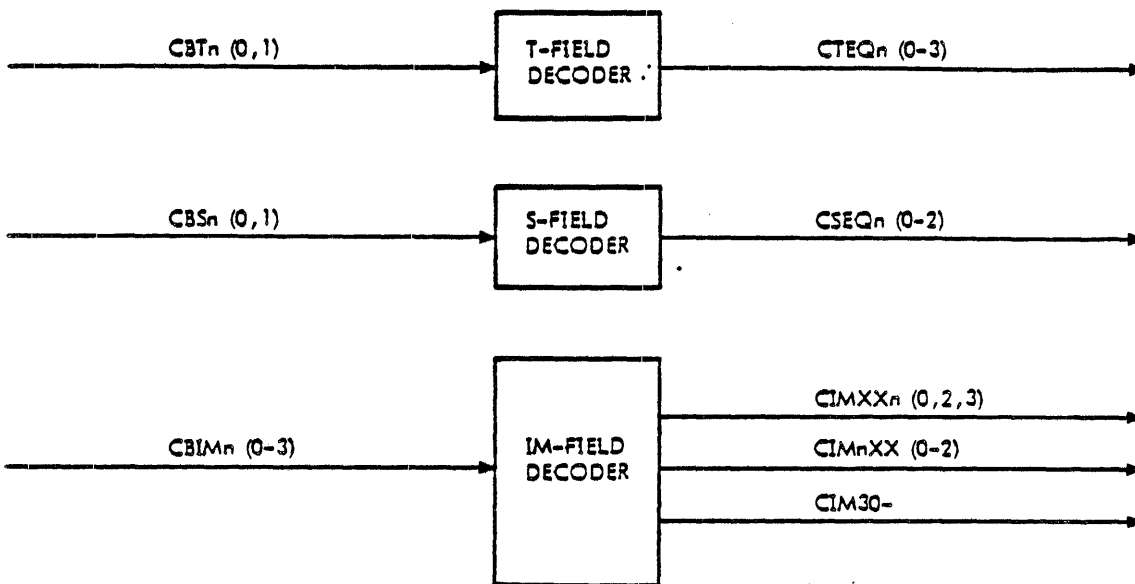 CBTn (0,1)
T-FIELD
DECODER
CTEQn (0-3)
CBSn (0,1)
S-FIELD
DECODER
CSEQn (0-2)
CBIMn (0-3)
IM-FIELD
DECODER
CIMXXn (0,2,3)
CIMnXX (0-2)
CIM30-